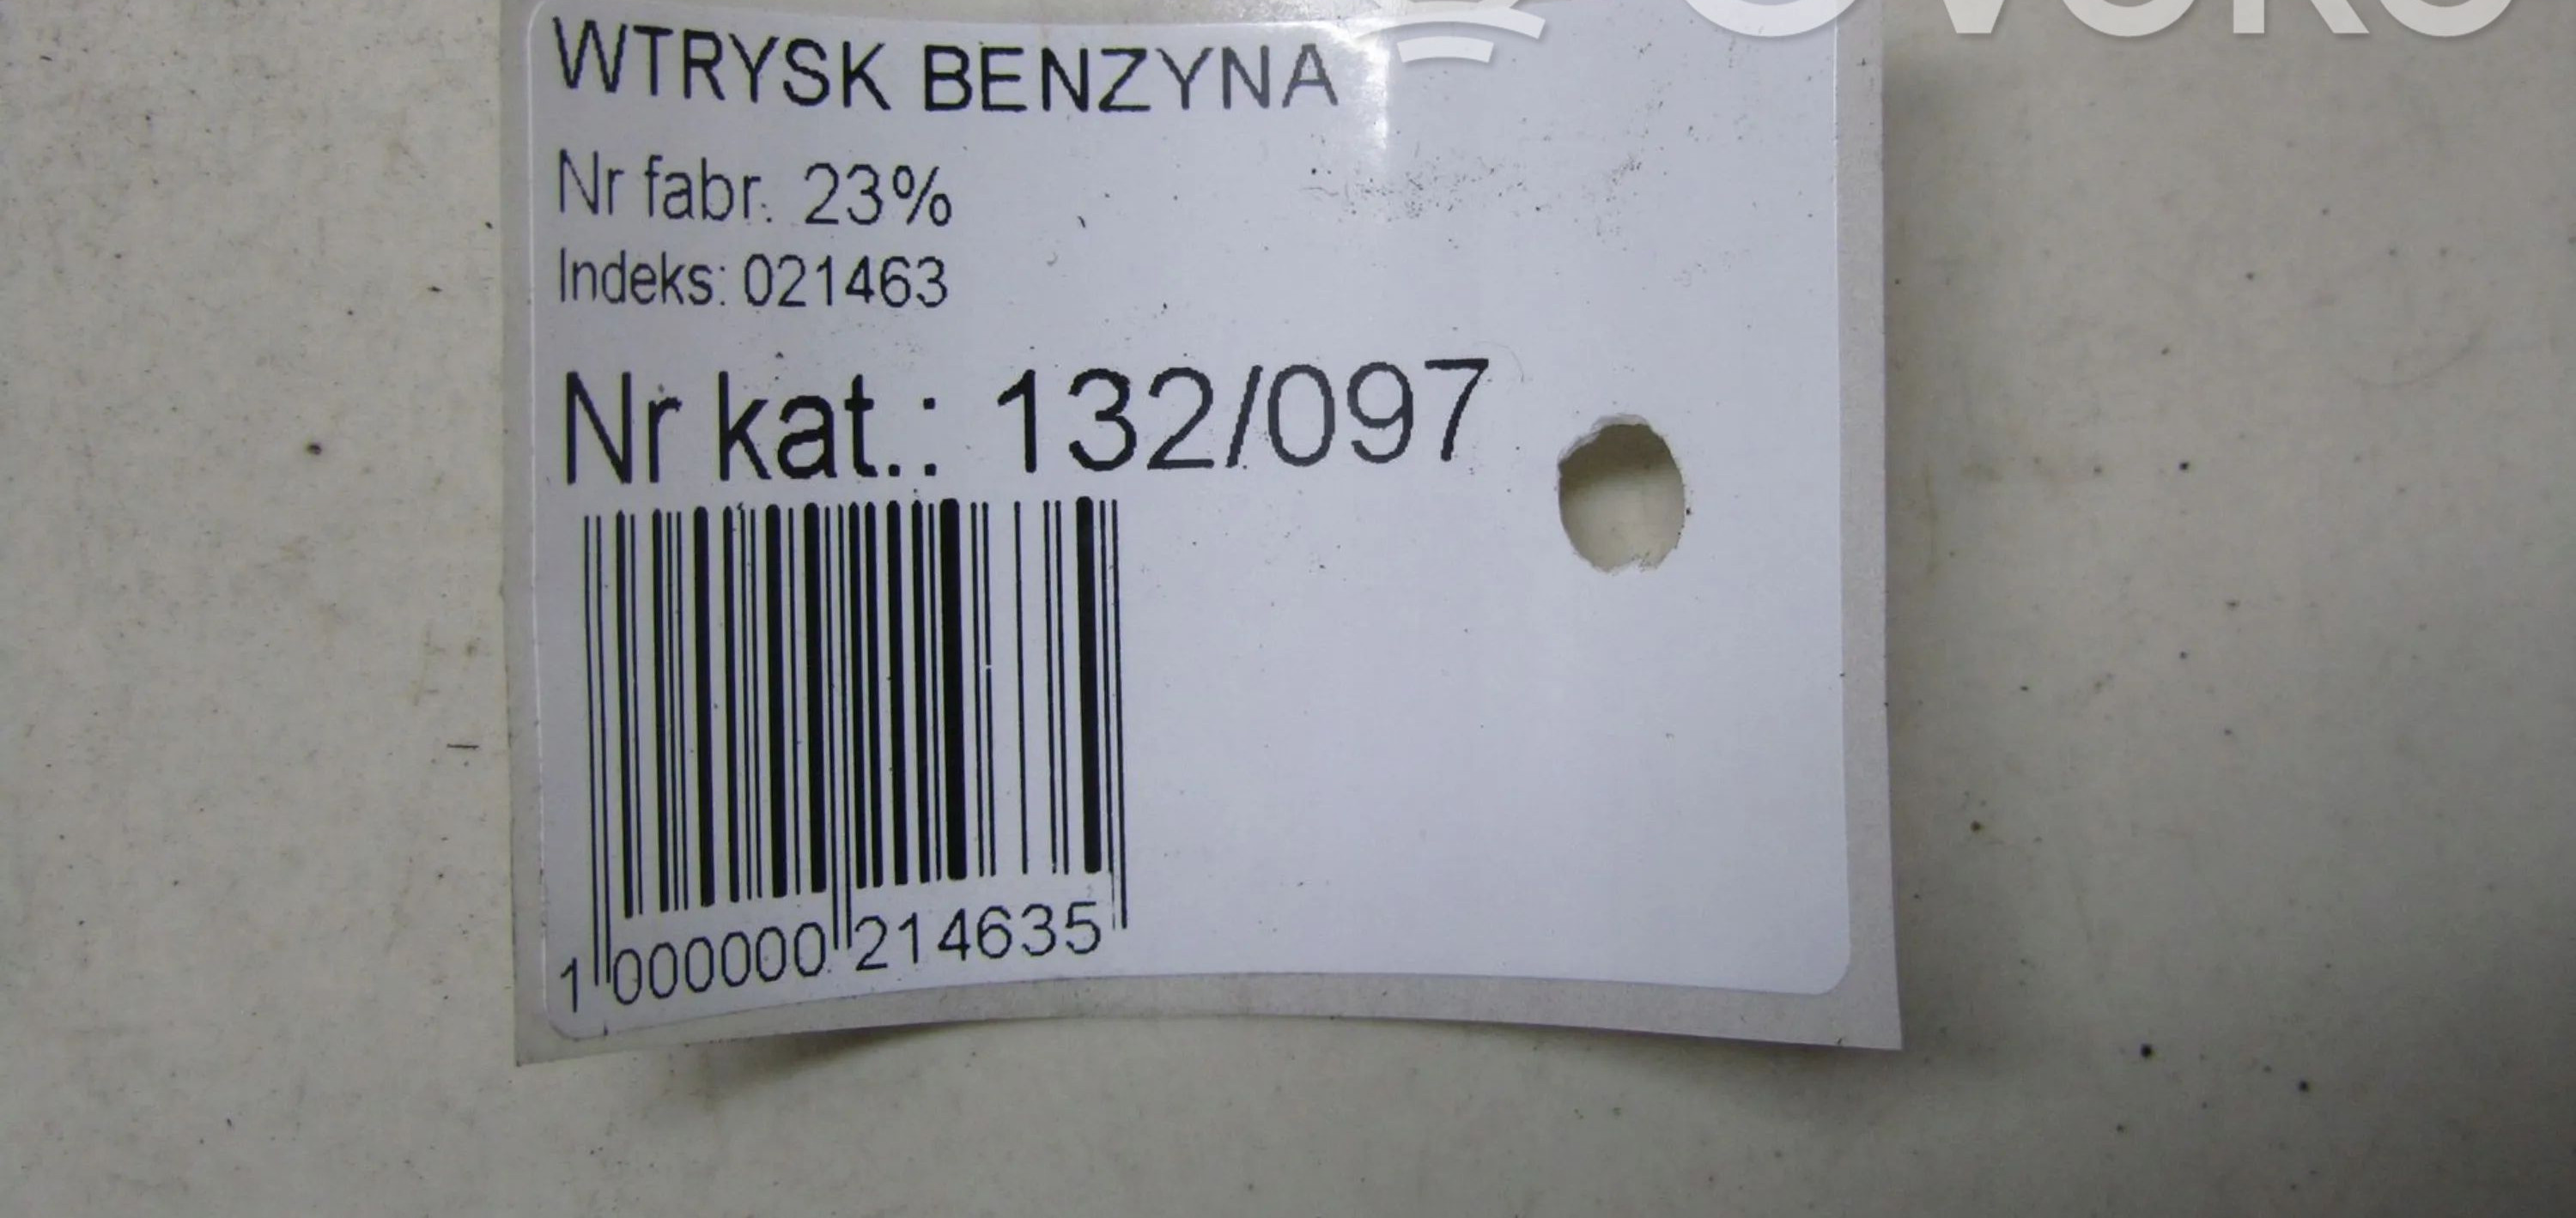 WTRYSK BENZYNA
Nr fabr. 23%
Indeks: 021463
Nr kat.: 132/097
1 000000 214635